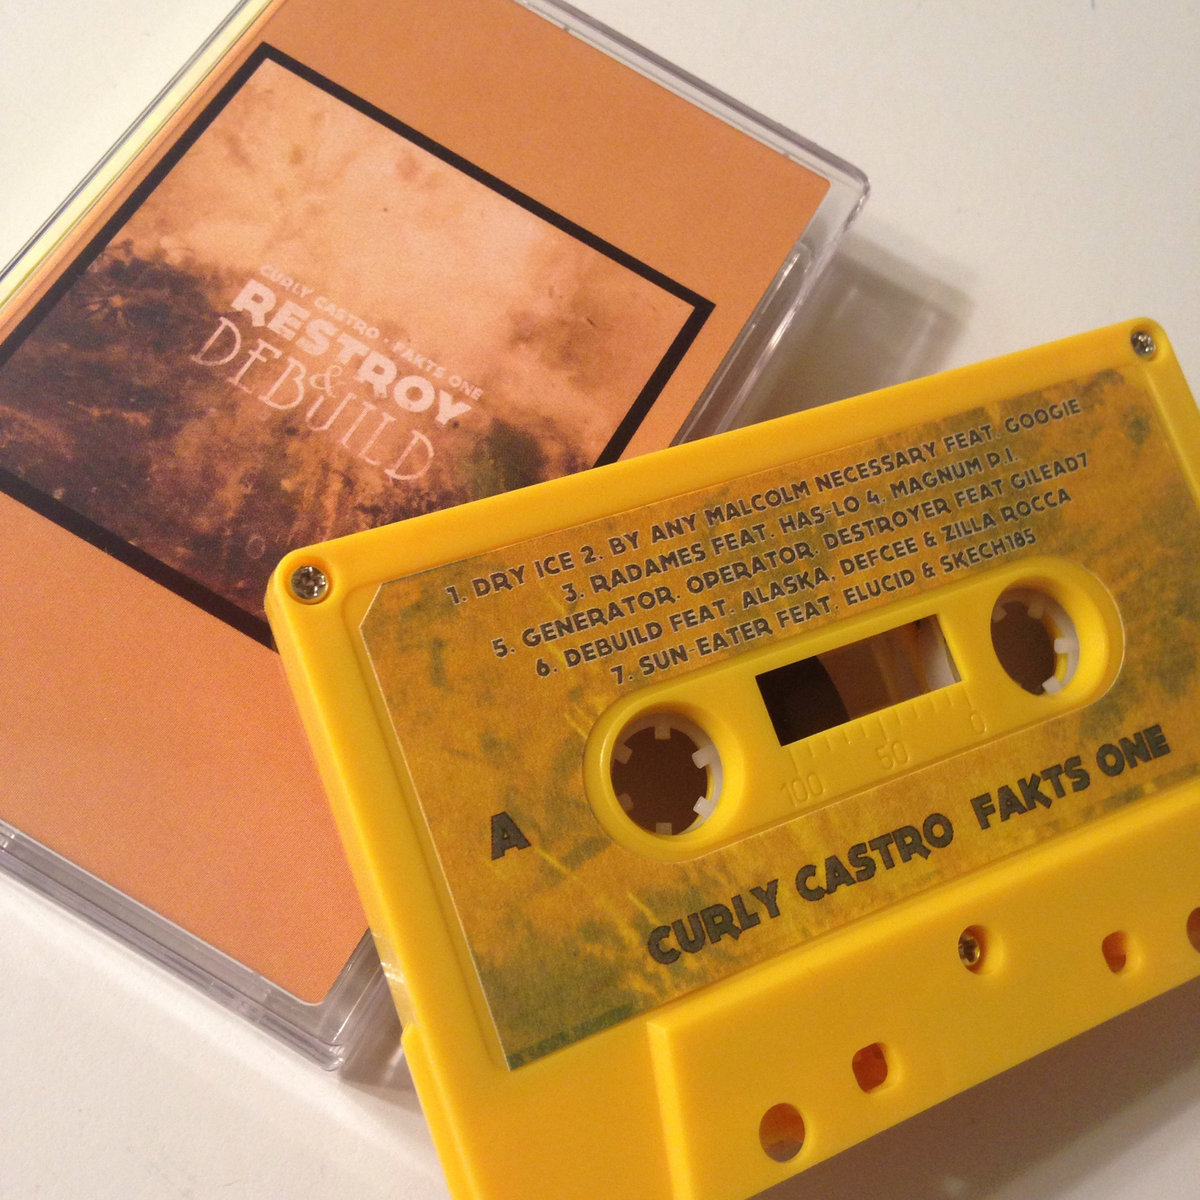 CURLY CASTRO • FAKTS ONE
RESTROY
&
DEBUILD
1. DRY ICE 2. BY ANY MALCOLM NECESSARY FEAT. GOOGIE
3. RADAMES FEAT. HAS-LO 4. MAGNUM P.I.
5. GENERATOR. OPERATOR. DESTROYER FEAT GILEAD7
6. DEBUILD FEAT. ALASKA, DEFCEE & ZILLA ROCCA
7. SUN-EATER FEAT. ELUCID & SKECH185
100 50 0
A
CURLY CASTRO FAKTS ONE